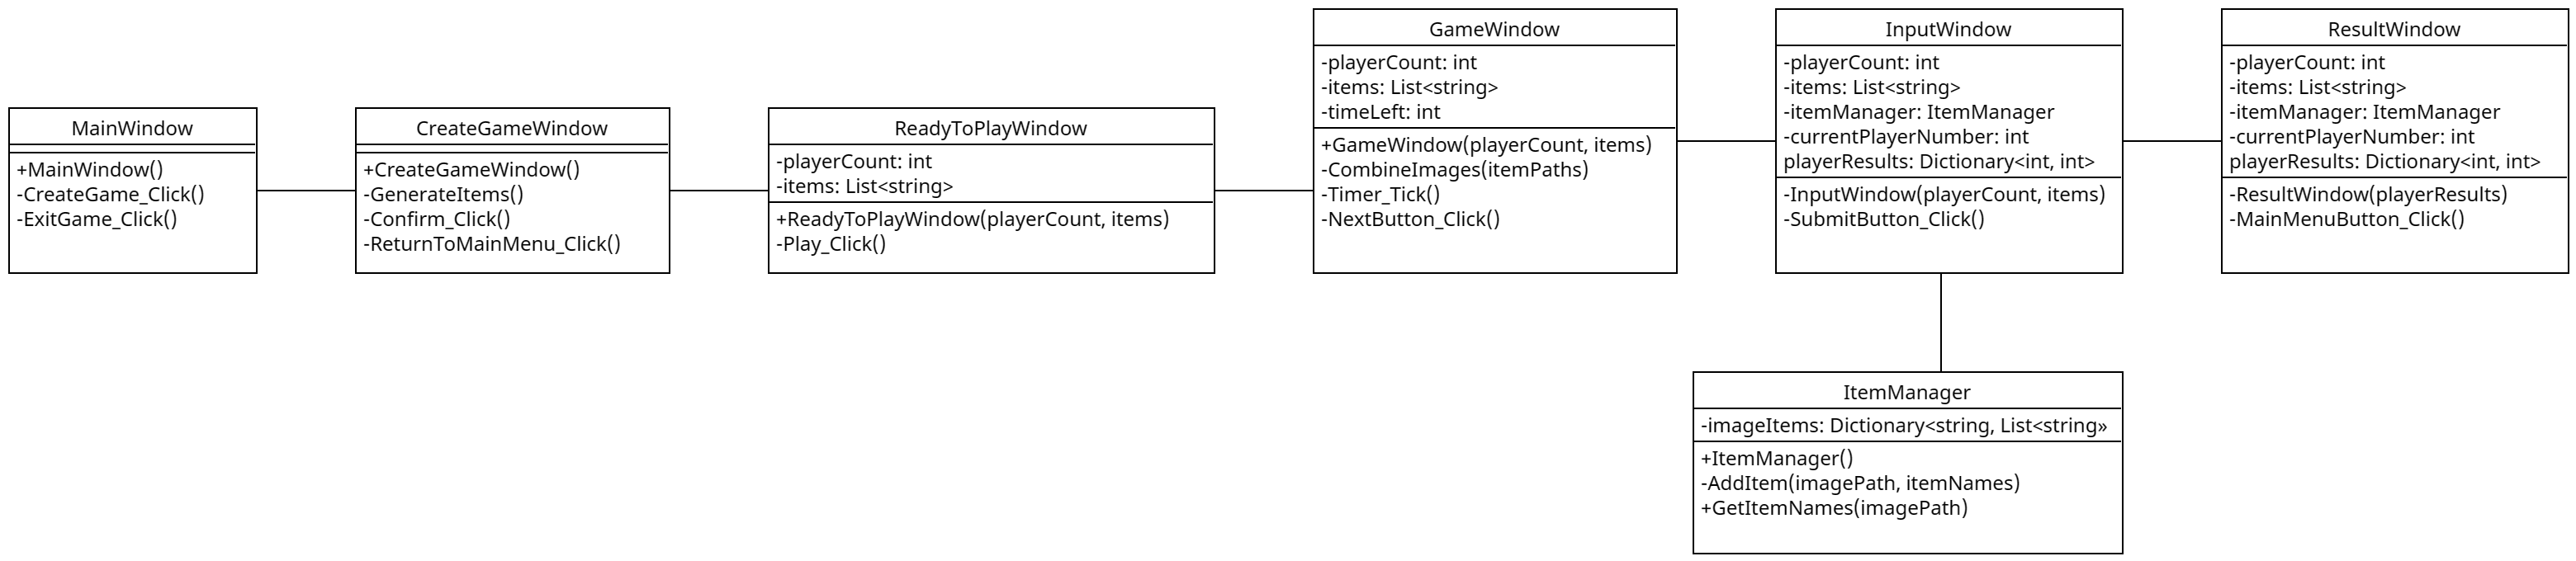 MainWindow
+MainWindow()
-CreateGame_Click()
-ExitGame_Click()
CreateGameWindow
+CreateGameWindow()
-GenerateItems()
-Confirm_Click()
-ReturnToMainMenu_Click()
ReadyToPlayWindow
-playerCount: int
-items: List<string>
+ReadyToPlayWindow(playerCount, items)
-Play_Click()
GameWindow
-playerCount: int
-items: List<string>
-timeLeft: int
+GameWindow(playerCount, items)
-CombineImages(itemPaths)
-Timer_Tick()
-NextButton_Click()
InputWindow
-playerCount: int
-items: List<string>
-itemManager: ItemManager
-currentPlayerNumber: int
playerResults: Dictionary<int, int>
-InputWindow(playerCount, items)
-SubmitButton_Click()
ResultWindow
-playerCount: int
-items: List<string>
-itemManager: ItemManager
-currentPlayerNumber: int
playerResults: Dictionary<int, int>
-ResultWindow(playerResults)
-MainMenuButton_Click()
ItemManager
-imageItems: Dictionary<string, List<string»
+ItemManager()
-AddItem(imagePath, itemNames)
+GetItemNames(imagePath)